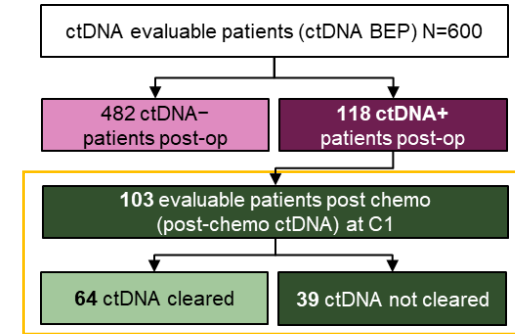 ctDNA evaluable patients (ctDNA BEP) N=600
482 ctDNA−
patients post-op
118 ctDNA+
patients post-op
103 evaluable patients post chemo
(post-chemo ctDNA) at C1
64 ctDNA cleared
39 ctDNA not cleared